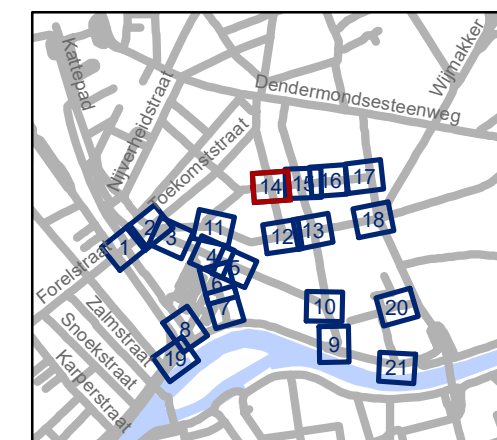 Kattepad
Wijmakker
Nijverheidstraat
Dendermondsesteenweg
Toekomststraat
14
15
16
17
11
18
2
3
12
13
1
4
5
6
Forelstraat
7
10
20
8
9
19
21
Zalmstraat
Snoekstraat
Karperstraat